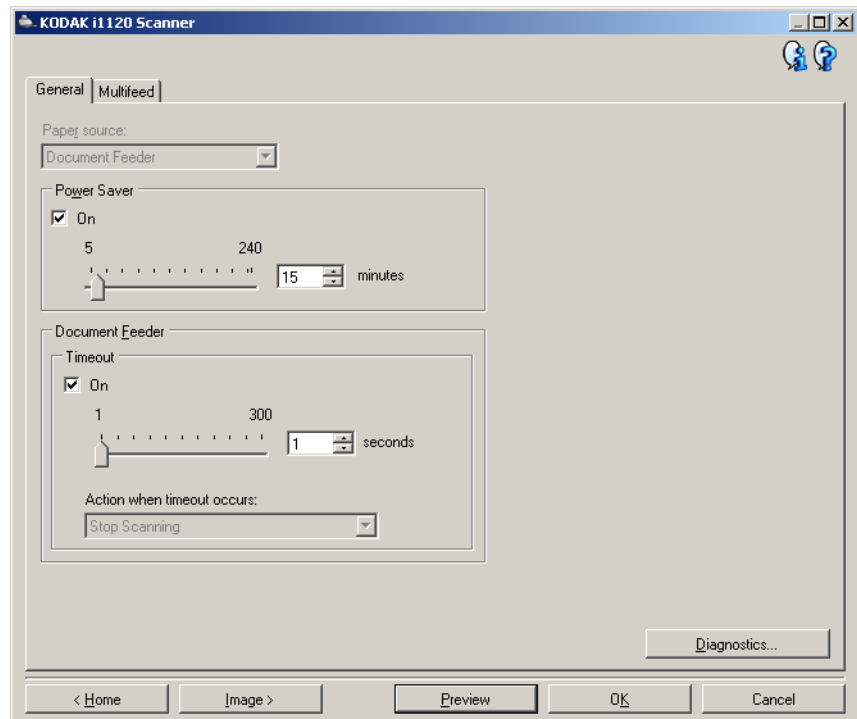 KODAK i1120 Scanner
General Multifeed
Paper source:
Document Feeder
Power Saver
On
5 240
15 minutes
Document Feeder
Timeout
On
1 300
1 seconds
Action when timeout occurs:
Stop Scanning
Diagnostics...
< Home Image > Preview OK Cancel